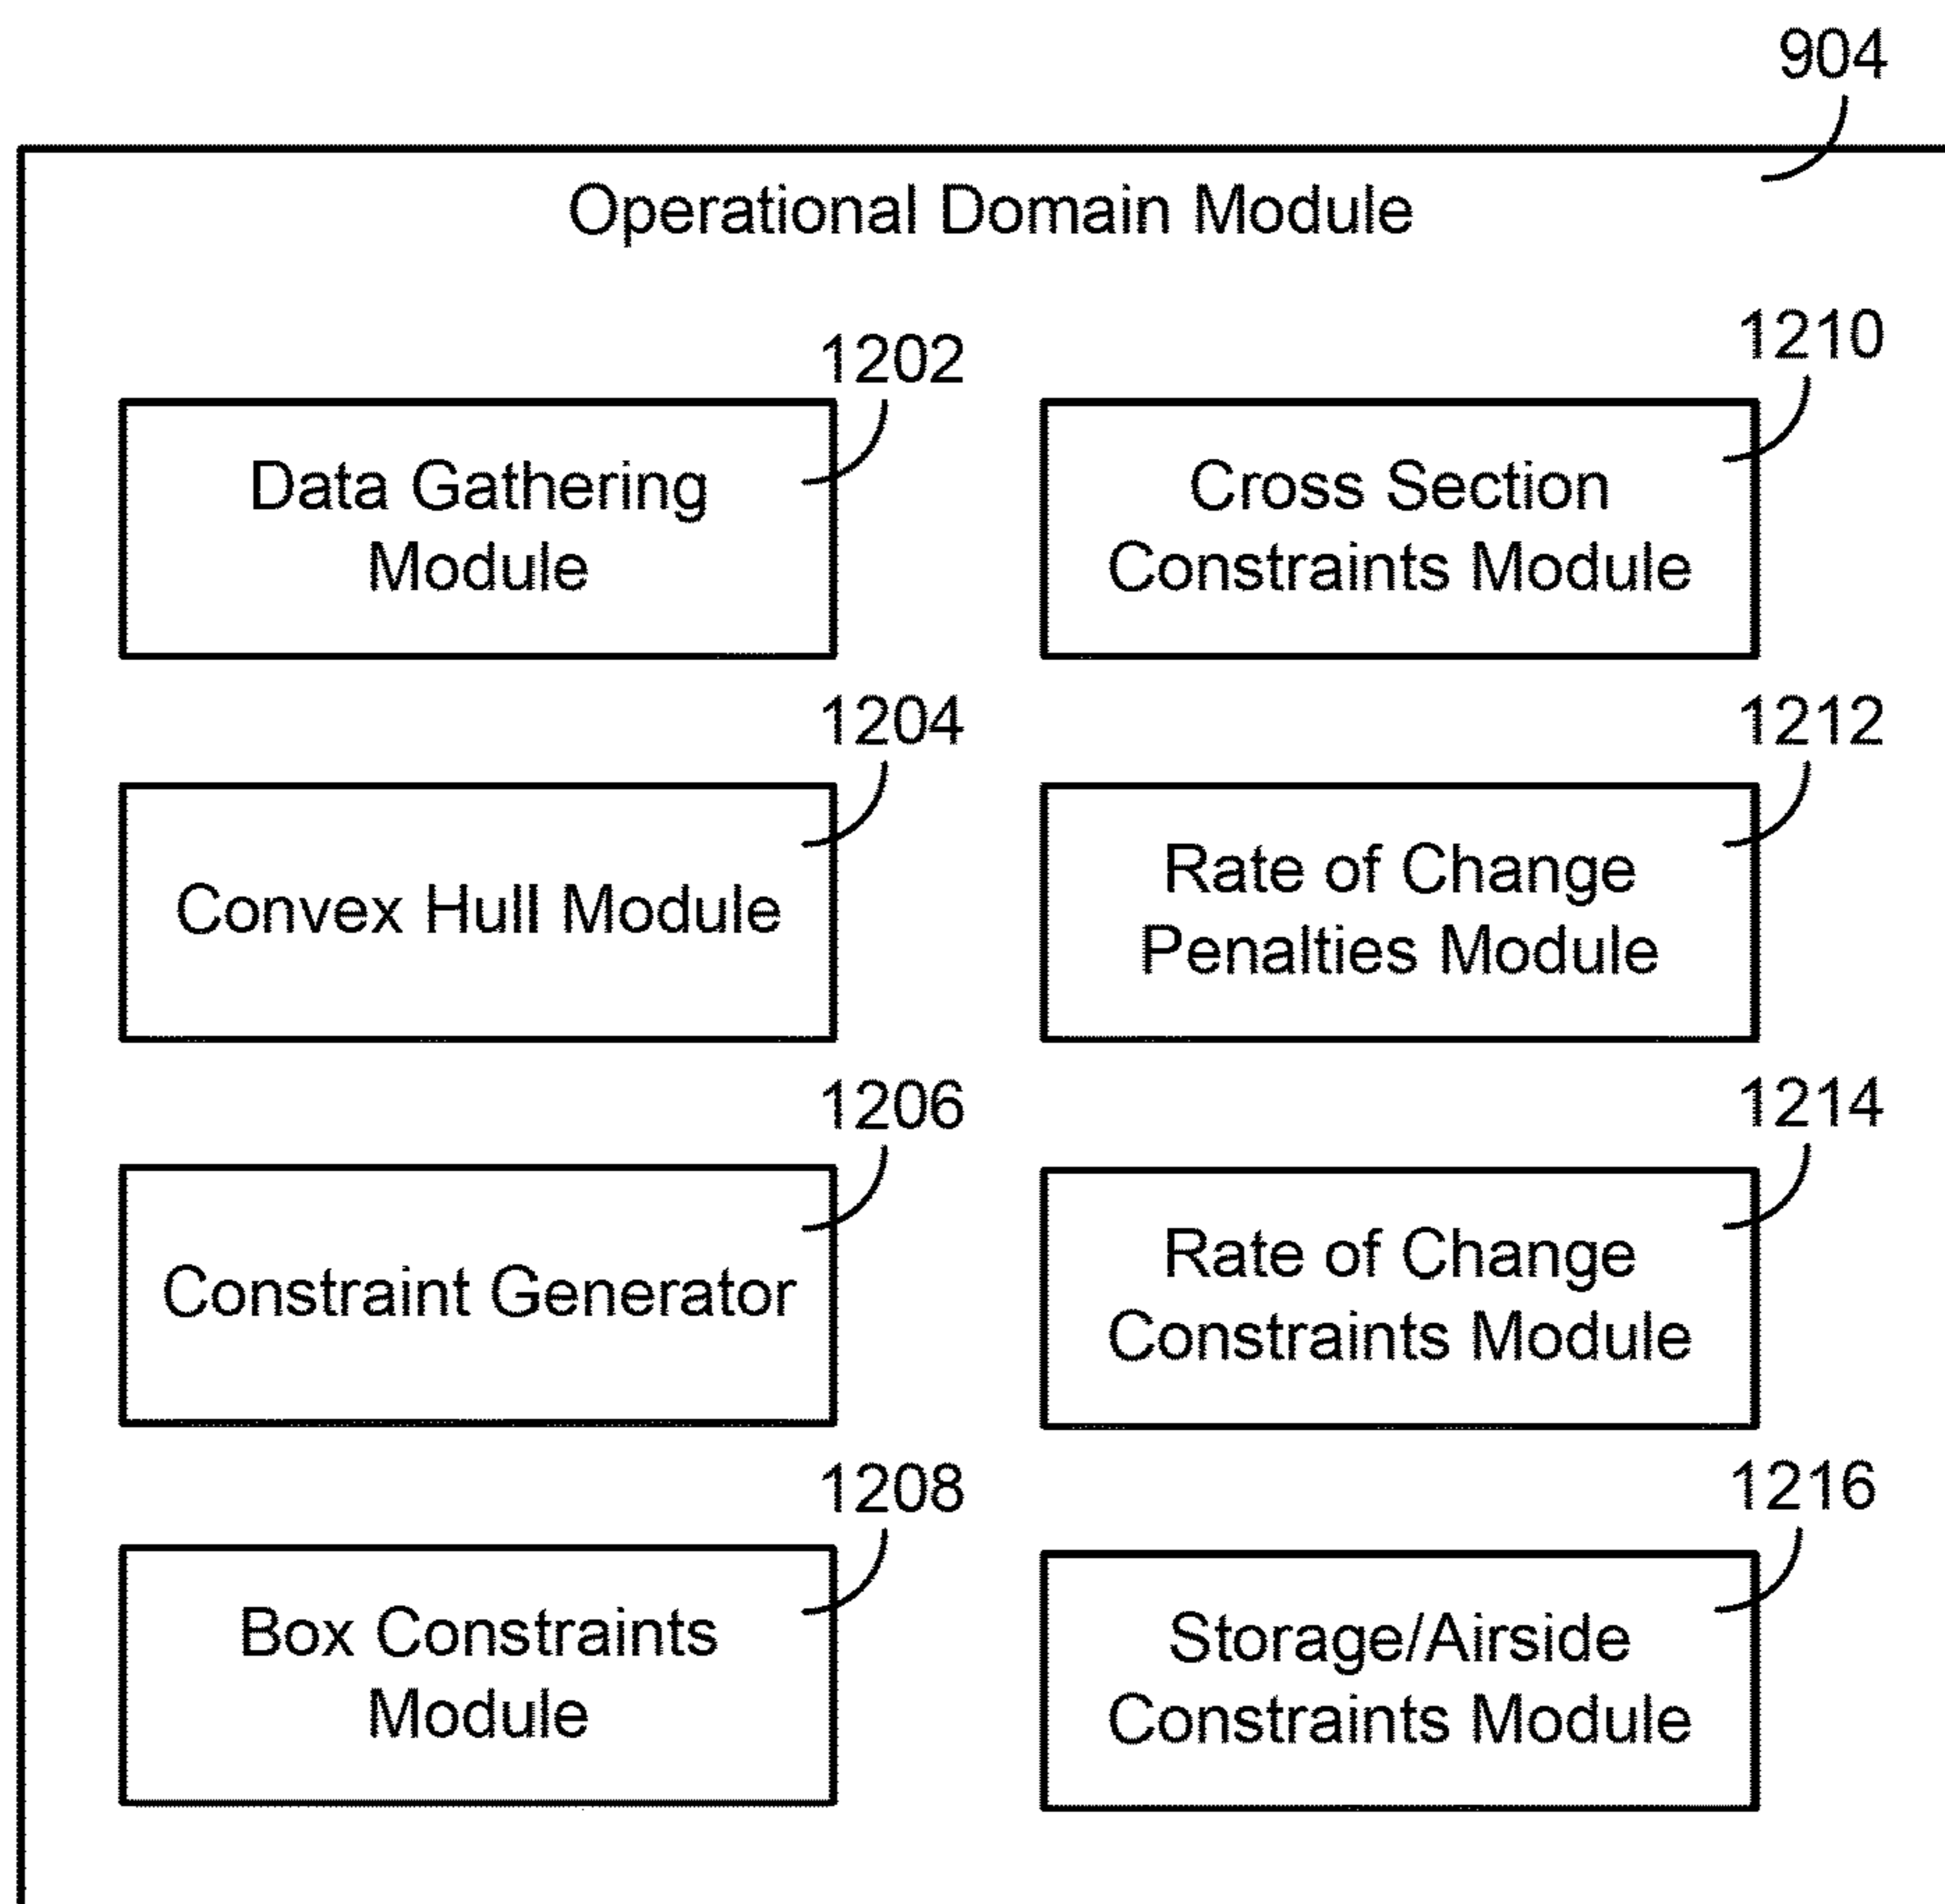 904
Operational Domain Module
1202
Data Gathering
Module
1210
Cross Section
Constraints Module
1204
Convex Hull Module
1212
Rate of Change
Penalties Module
1206
Constraint Generator
1214
Rate of Change
Constraints Module
1208
Box Constraints
Module
1216
Storage/Airside
Constraints Module